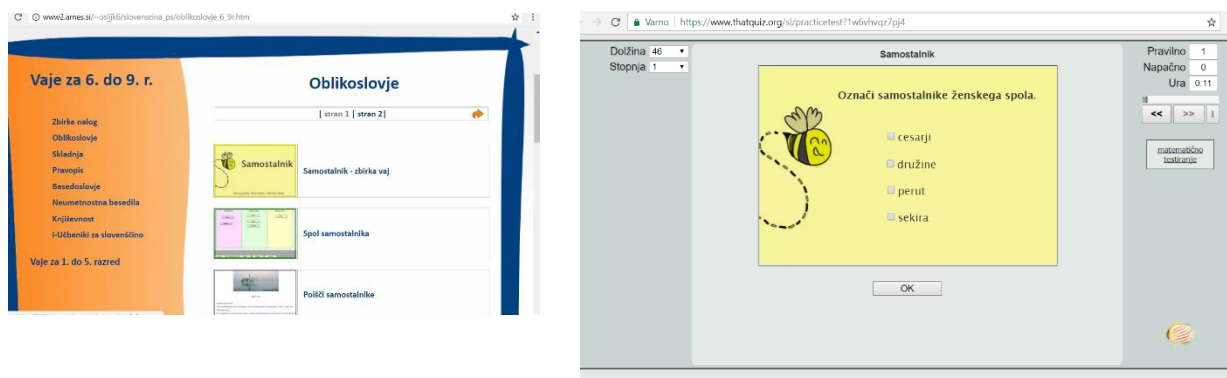 www2.arnes.si/~osljjk6/slovenscina_ps/oblikoslovje_6_9r.htm
Vaje za 6. do 9. r.
Zbirke nalog
Oblikoslovje
Skladnja
Pravopis
Besedoslovje
Neumetnostna besedila
Književnost
i-Učbeniki za slovenščino
Vaje za 1. do 5. razred
Oblikoslovje
| stran 1 | stran 2|
Samostalnik
Samostalnik - zbirka vaj
Spol samostalnika
Poišči samostalnike
Varno | https://www.thatquiz.org/sl/practicetest?1w6vhvqz7pj4
Dolžina 46
Stopnja 1
Samostalnik
Označi samostalnike ženskega spola.
cesarji
družine
perut
sekira
OK
Pravilno 1
Napačno 0
Ura 0:11
<< >> |
matematično
testiranje